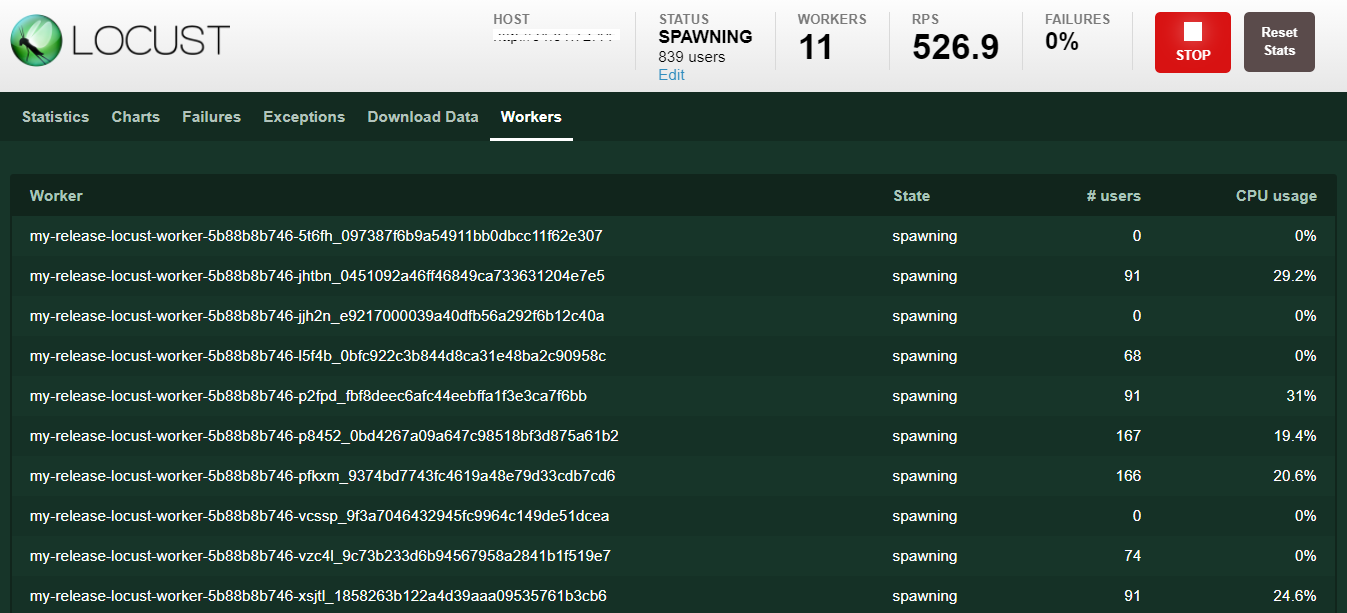 LOCUST
HOST
STATUS
SPAWNING
839 users
Edit
WORKERS
11
RPS
526.9
FAILURES
0%
STOP
Reset
Stats
Statistics Charts Failures Exceptions Download Data Workers
Worker State # users CPU usage
my-release-locust-worker-5b88b8b746-5t6fh_097387f6b9a54911bb0dbcc11f62e307 spawning 0 0%
my-release-locust-worker-5b88b8b746-jhtbn_0451092a46ff46849ca733631204e7e5 spawning 91 29.2%
my-release-locust-worker-5b88b8b746-jjh2n_e9217000039a40dfb56a292f6b12c40a spawning 0 0%
my-release-locust-worker-5b88b8b746-l5f4b_0bfc922c3b844d8ca31e48ba2c90958c spawning 68 0%
my-release-locust-worker-5b88b8b746-p2fpd_fbf8deec6afc44eebffa1f3e3ca7f6bb spawning 91 31%
my-release-locust-worker-5b88b8b746-p8452_0bd4267a09a647c98518bf3d875a61b2 spawning 167 19.4%
my-release-locust-worker-5b88b8b746-pfkxm_9374bd7743fc4619a48e79d33cdb7cd6 spawning 166 20.6%
my-release-locust-worker-5b88b8b746-vcssp_9f3a7046432945fc9964c149de51dcea spawning 0 0%
my-release-locust-worker-5b88b8b746-vzc4l_9c73b233d6b94567958a2841b1f519e7 spawning 74 0%
my-release-locust-worker-5b88b8b746-xsjtl_1858263b122a4d39aaa09535761b3cb6 spawning 91 24.6%